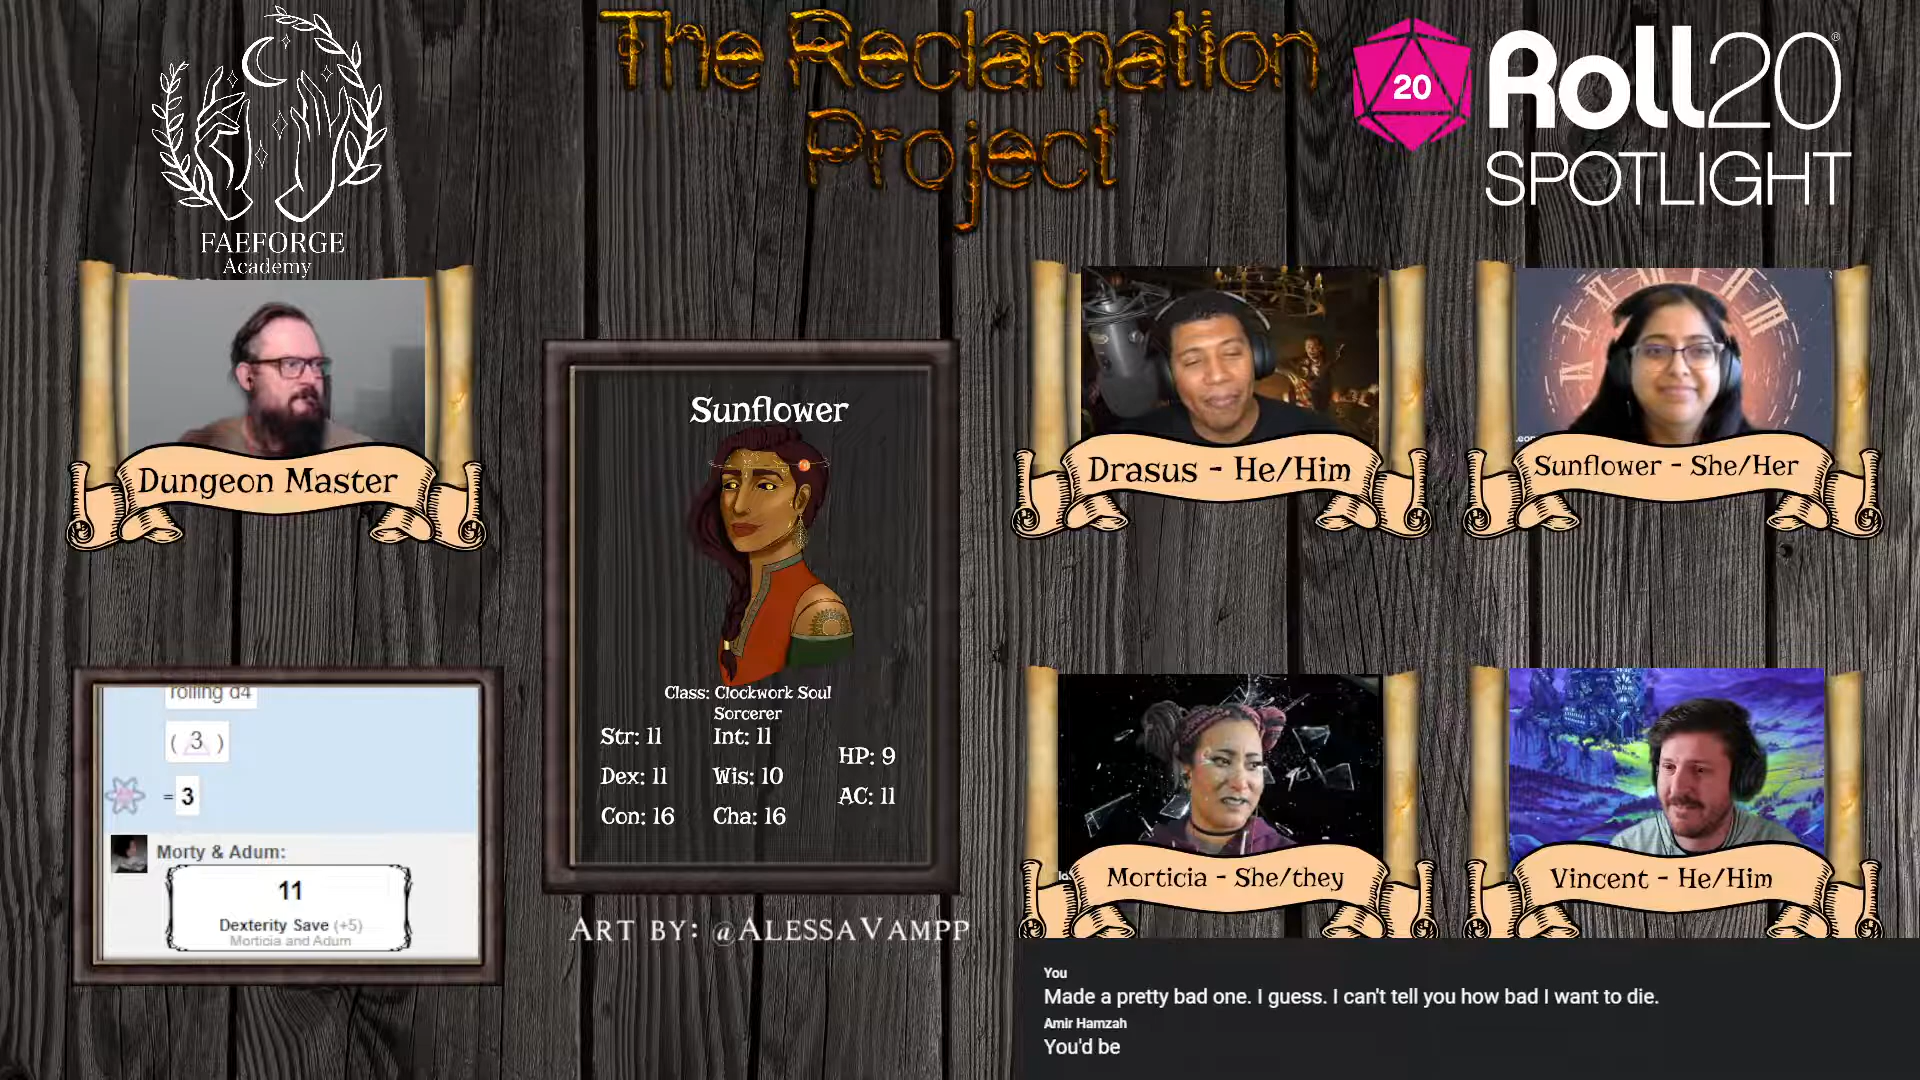 The Reclamation
Project
20
Roll20®
SPOTLIGHT
FAEFORGE
Academy
Dungeon Master
Drasus - He/Him
Sunflower - She/Her
Sunflower
Class: Clockwork Soul
Sorcerer
Str: 11
Int: 11
HP: 9
Dex: 11
Wis: 10
AC: 11
Con: 16
Cha: 16
ART BY: @ALESSAVAMPP
rolling d4
( 3 )
= 3
Morty & Adum:
11
Dexterity Save (+5)
Morticia and Adum
Morticia - She/they
Vincent - He/Him
You
Made a pretty bad one. I guess. I can't tell you how bad I want to die.
Amir Hamzah
You'd be